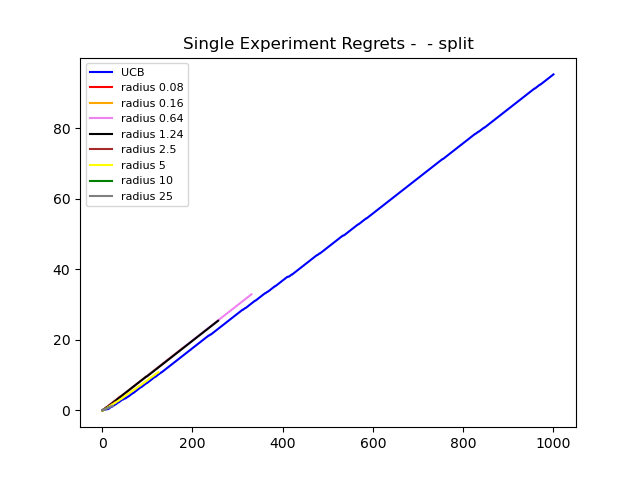 Single Experiment Regrets -  - split
UCB
radius 0.08
radius 0.16
radius 0.64
radius 1.24
radius 2.5
radius 5
radius 10
radius 25
80
60
40
20
0
0 200 400 600 800 1000